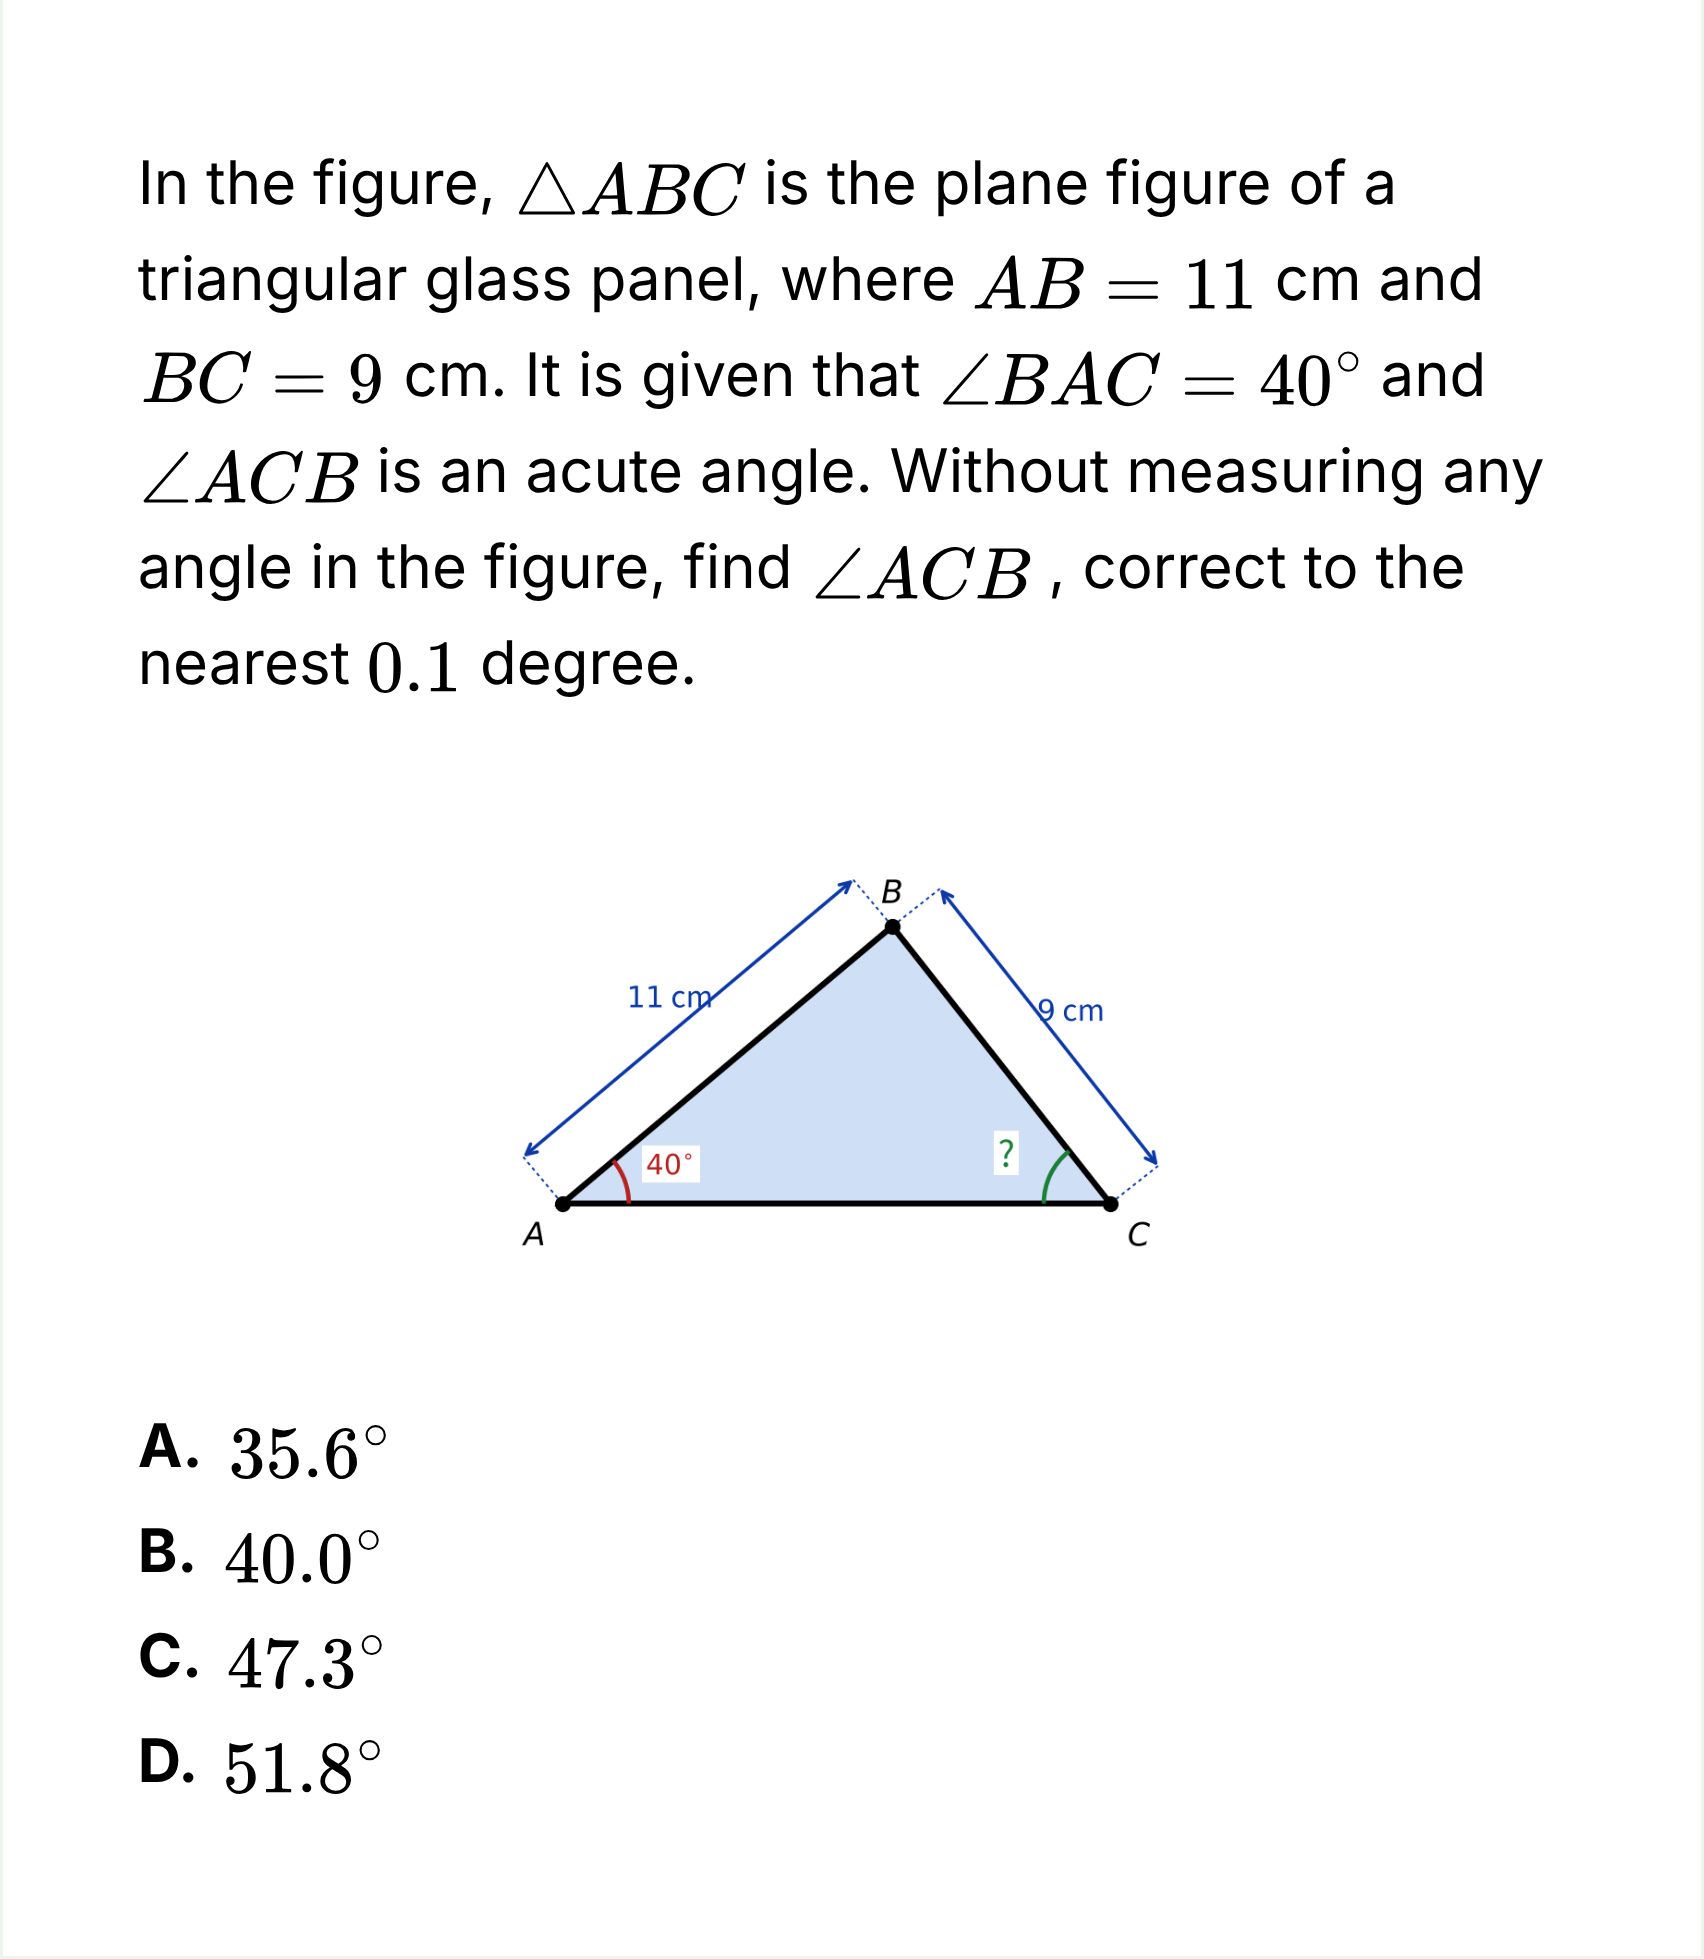 In the figure, △ABC is the plane figure of a
triangular glass panel, where AB = 11 cm and
BC = 9 cm. It is given that ∠BAC = 40° and
∠ACB is an acute angle. Without measuring any
angle in the figure, find ∠ACB , correct to the
nearest 0.1 degree.
B
11 cm
9 cm
40°
?
A
C
A. 35.6°
B. 40.0°
C. 47.3°
D. 51.8°